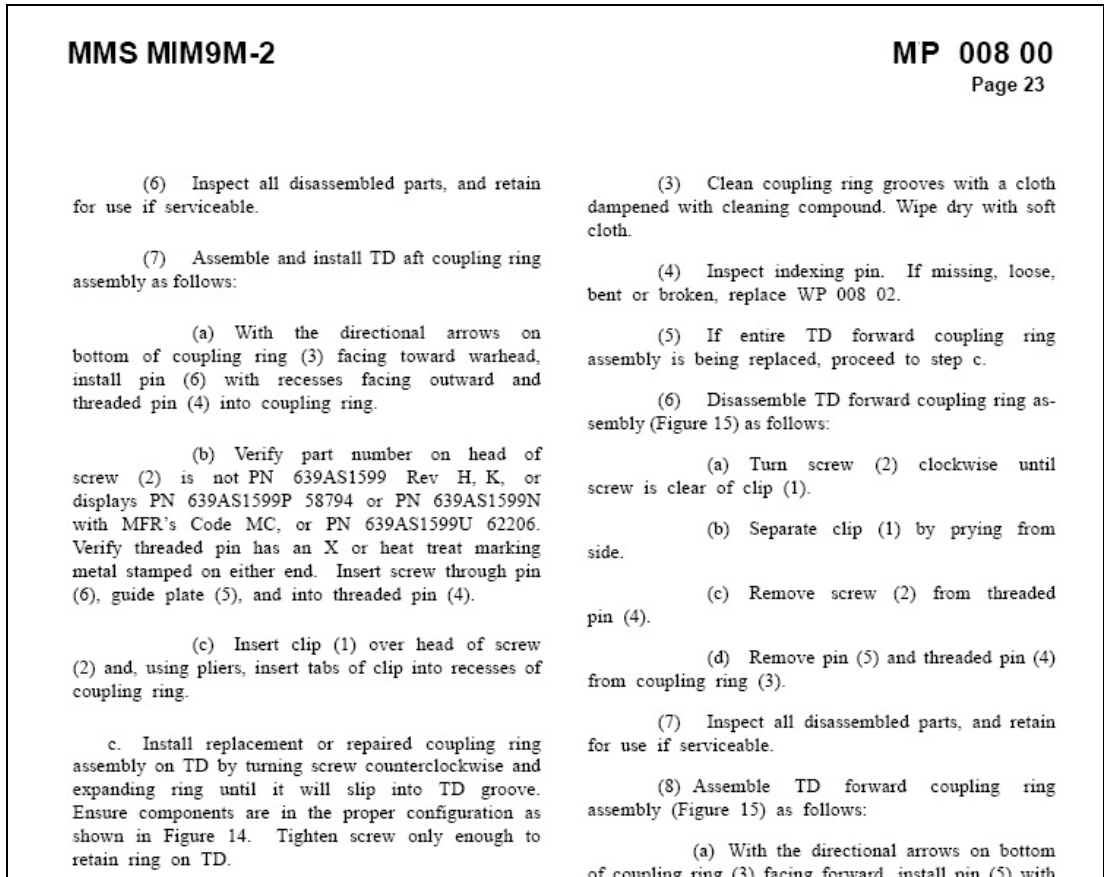 MMS MIM9M-2
MP 008 00
Page 23
(6) Inspect all disassembled parts, and retain
for use if serviceable.
(7) Assemble and install TD aft coupling ring
assembly as follows:
(a) With the directional arrows on
bottom of coupling ring (3) facing toward warhead,
install pin (6) with recesses facing outward and
threaded pin (4) into coupling ring.
(b) Verify part number on head of
screw (2) is not PN 639AS1599 Rev H, K, or
displays PN 639AS1599P 58794 or PN 639AS1599N
with MFR's Code MC, or PN 639AS1599U 62206.
Verify threaded pin has an X or heat treat marking
metal stamped on either end. Insert screw through pin
(6), guide plate (5), and into threaded pin (4).
(c) Insert clip (1) over head of screw
(2) and, using pliers, insert tabs of clip into recesses of
coupling ring.
c. Install replacement or repaired coupling ring
assembly on TD by turning screw counterclockwise and
expanding ring until it will slip into TD groove.
Ensure components are in the proper configuration as
shown in Figure 14. Tighten screw only enough to
retain ring on TD.
(3) Clean coupling ring grooves with a cloth
dampened with cleaning compound. Wipe dry with soft
cloth.
(4) Inspect indexing pin. If missing, loose,
bent or broken, replace WP 008 02.
(5) If entire TD forward coupling ring
assembly is being replaced, proceed to step c.
(6) Disassemble TD forward coupling ring as-
sembly (Figure 15) as follows:
(a) Turn screw (2) clockwise until
screw is clear of clip (1).
(b) Separate clip (1) by prying from
side.
(c) Remove screw (2) from threaded
pin (4).
(d) Remove pin (5) and threaded pin (4)
from coupling ring (3).
(7) Inspect all disassembled parts, and retain
for use if serviceable.
(8) Assemble TD forward coupling ring
assembly (Figure 15) as follows:
(a) With the directional arrows on bottom
of coupling ring (3) facing forward, install pin (5) with